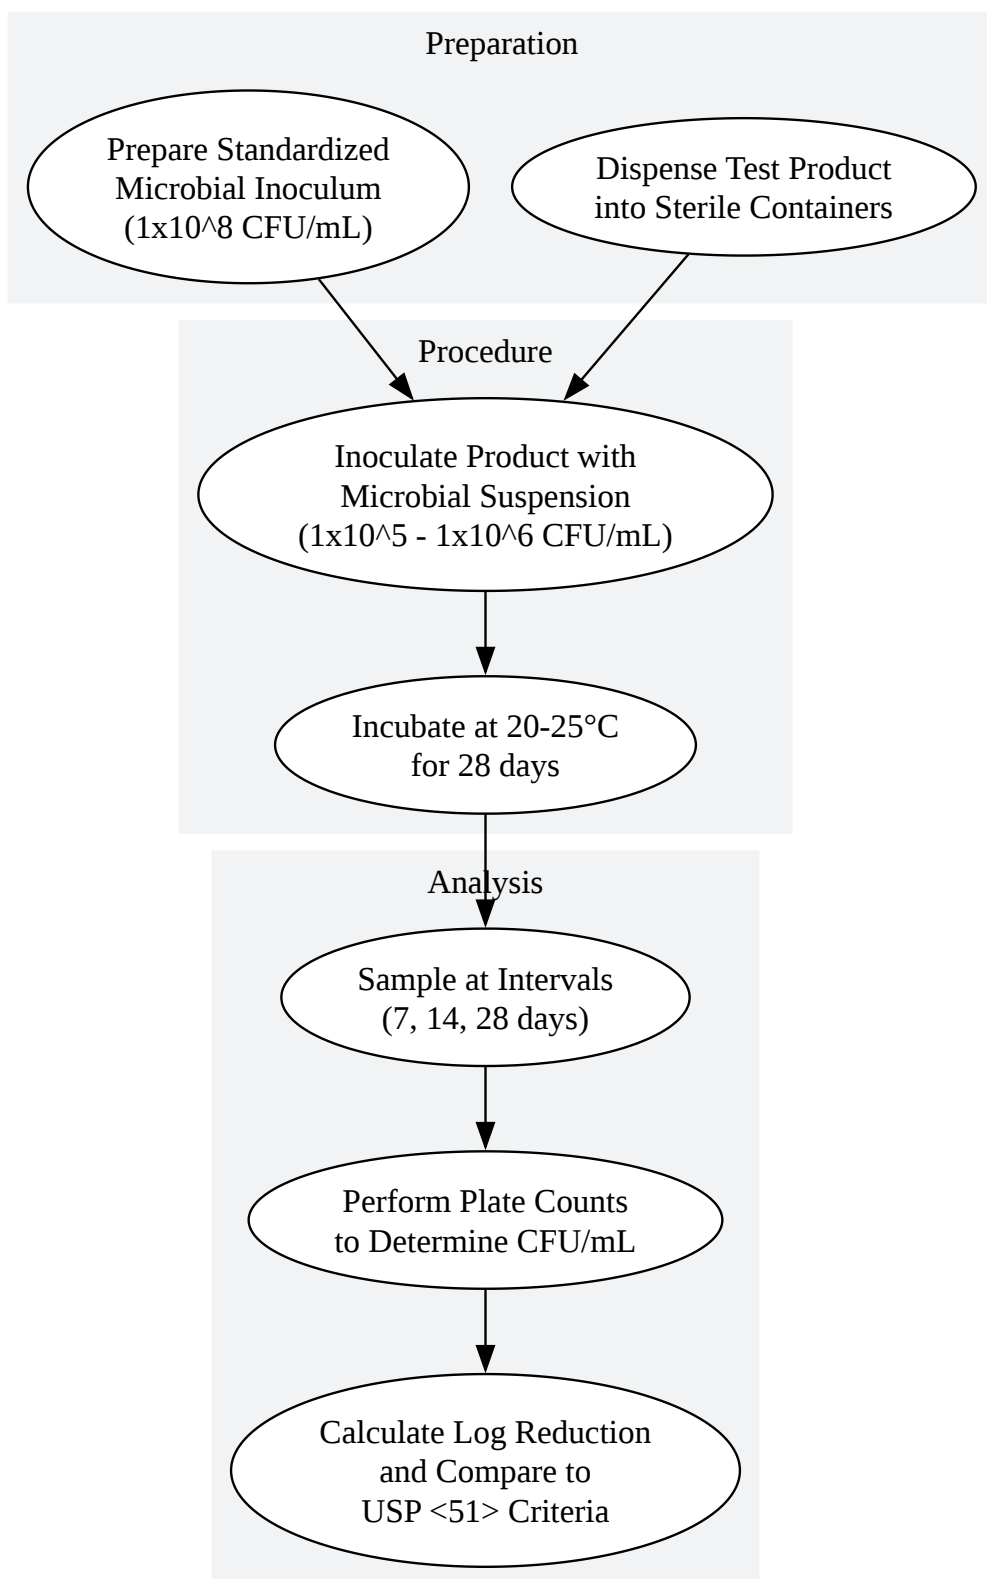 Preparation
Prepare Standardized
Microbial Inoculum
(1x10^8 CFU/mL)
Dispense Test Product
into Sterile Containers
Procedure
Inoculate Product with
Microbial Suspension
(1x10^5 - 1x10^6 CFU/mL)
Incubate at 20-25°C
for 28 days
Analysis
Sample at Intervals
(7, 14, 28 days)
Perform Plate Counts
to Determine CFU/mL
Calculate Log Reduction
and Compare to
USP <51> Criteria